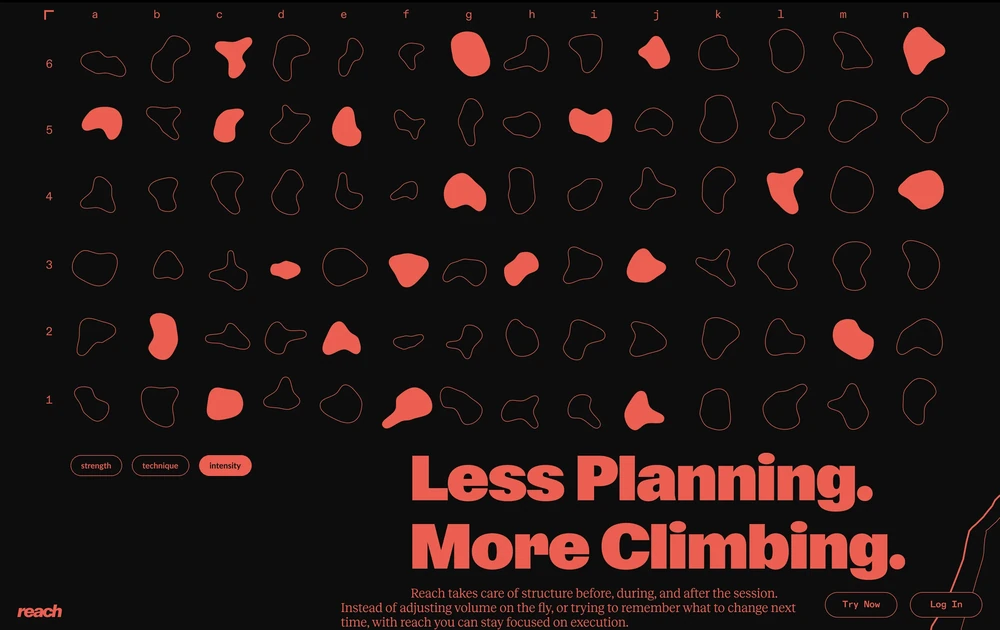 a b c d e f g h i j k l m n
6
5
4
3
2
1
strength technique intensity
Less Planning.
More Climbing.
Reach takes care of structure before, during, and after the session.
Instead of adjusting volume on the fly, or trying to remember what to change next
time, with reach you can stay focused on execution.
reach
Try Now Log In